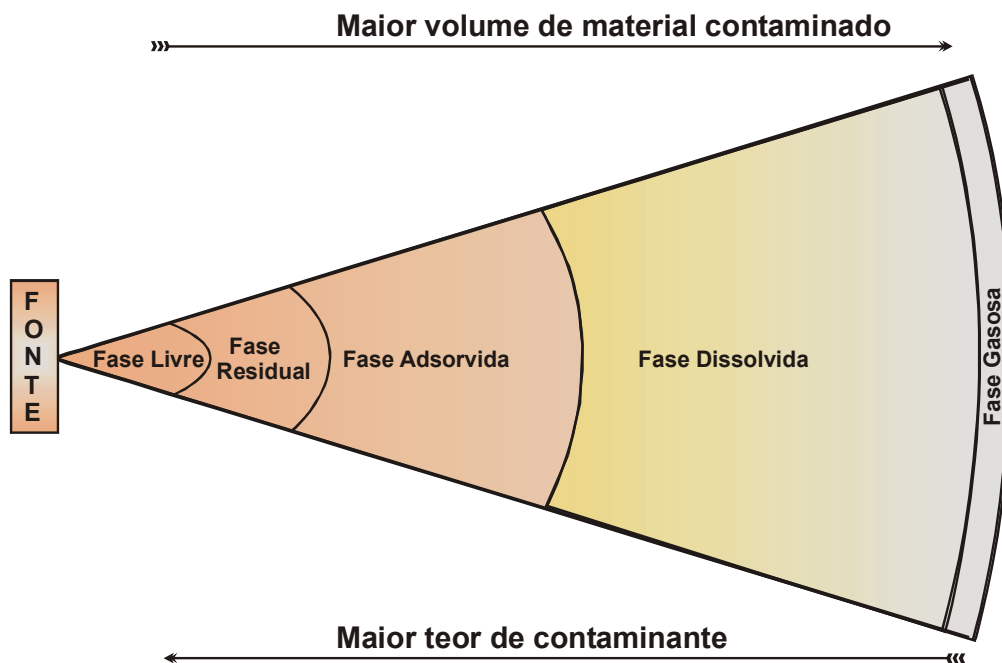 Maior volume de material contaminado
FONTE
Fase Livre
Fase
Residual
Fase Adsorvida
Fase Dissolvida
Fase Gasosa
Maior teor de contaminante